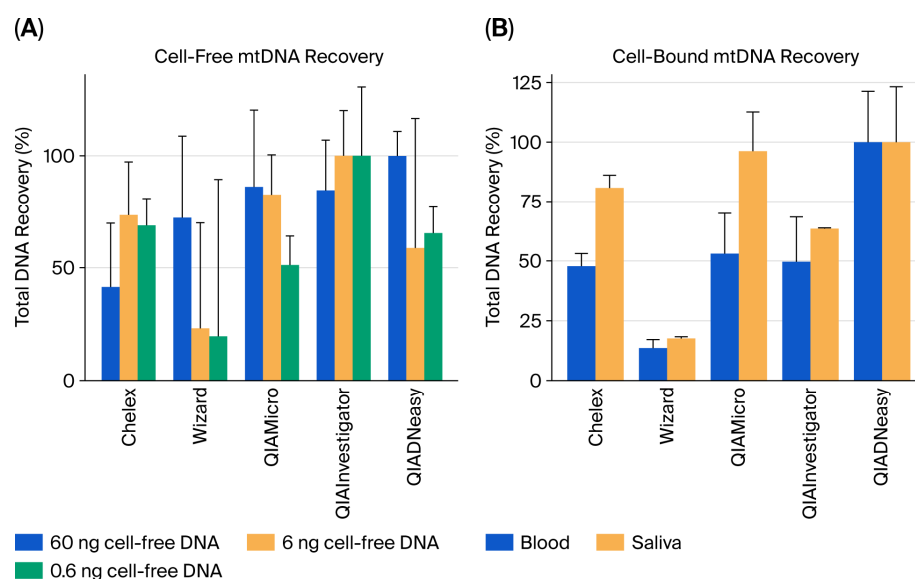 (A)
Cell-Free mtDNA Recovery
Total DNA Recovery (%)
100
50
0
Chelex
Wizard
QIAMicro
QIAInvestigator
QIADNeasy
60 ng cell-free DNA
6 ng cell-free DNA
0.6 ng cell-free DNA
(B)
Cell-Bound mtDNA Recovery
Total DNA Recovery (%)
125
100
75
50
25
0
Chelex
Wizard
QIAMicro
QIAInvestigator
QIADNeasy
Blood
Saliva